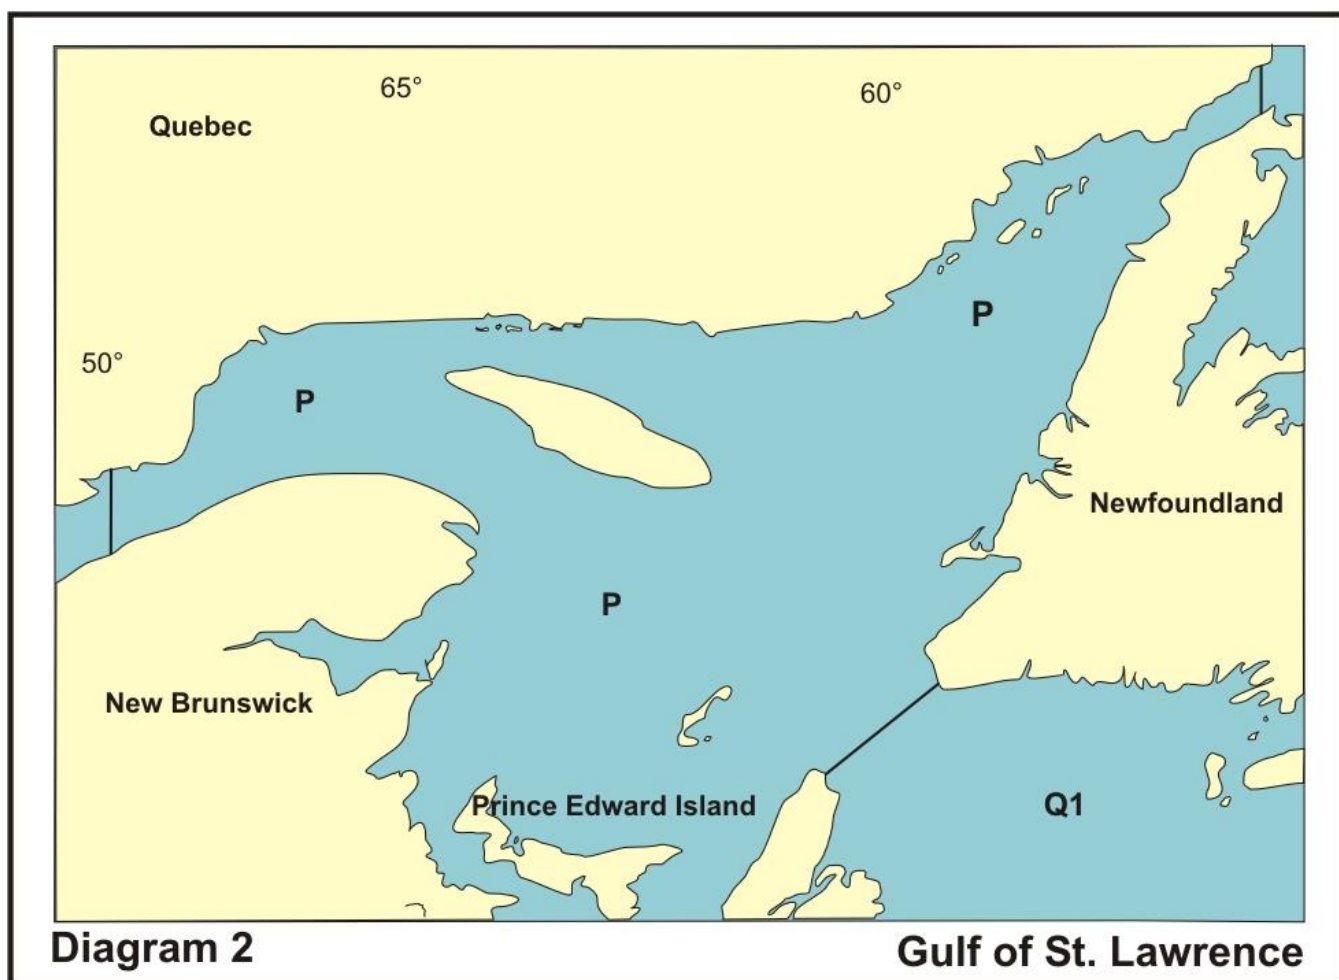 65°
60°
Quebec
P
50°
P
Newfoundland
P
New Brunswick
Prince Edward Island
Q1
Diagram 2
Gulf of St. Lawrence